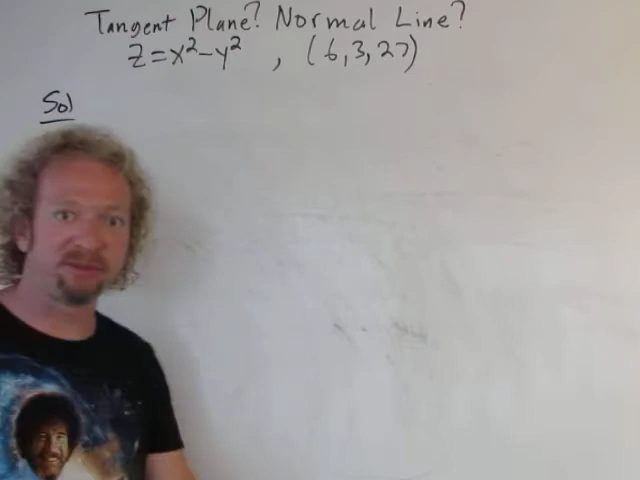 Tangent Plane? Normal Line?
z=x²-y² , (6,3,27)
Sol